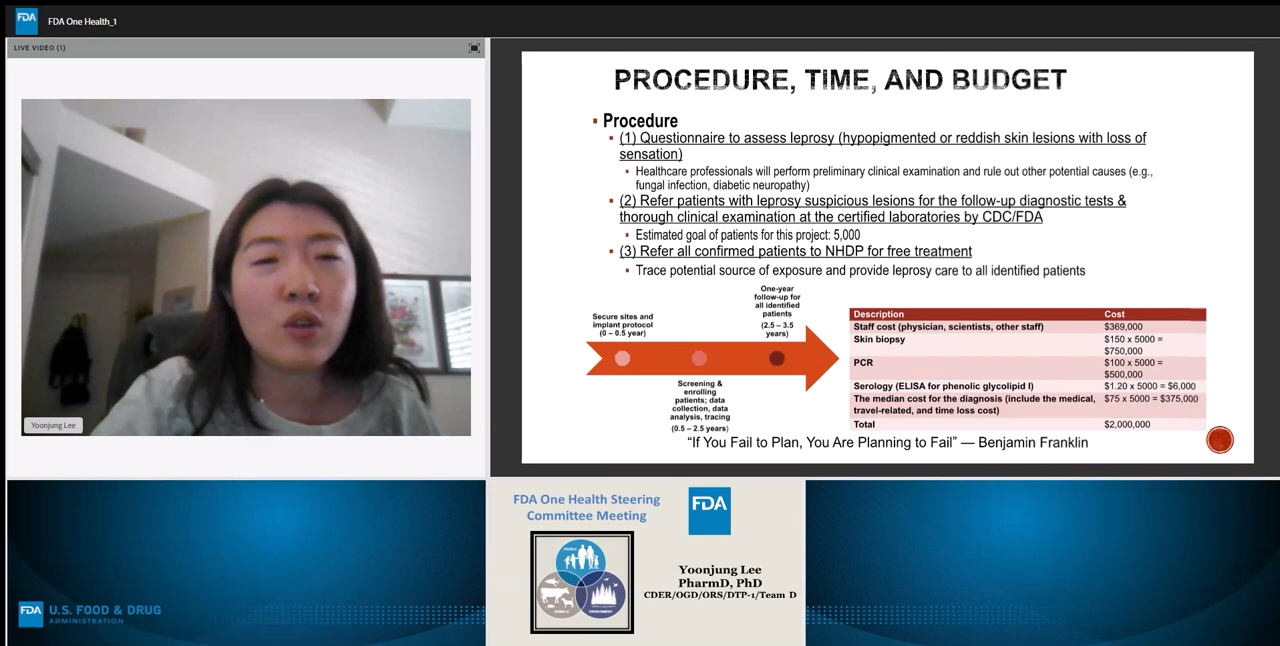 FDA
FDA One Health_1
LIVE VIDEO (1)
Yoonjung Lee
PROCEDURE, TIME, AND BUDGET
Procedure
(1) Questionnaire to assess leprosy (hypopigmented or reddish skin lesions with loss of
sensation)
Healthcare professionals will perform preliminary clinical examination and rule out other potential causes (e.g.,
fungal infection, diabetic neuropathy)
(2) Refer patients with leprosy suspicious lesions for the follow-up diagnostic tests &
thorough clinical examination at the certified laboratories by CDC/FDA
Estimated goal of patients for this project: 5,000
(3) Refer all confirmed patients to NHDP for free treatment
Trace potential source of exposure and provide leprosy care to all identified patients
Secure sites and
implant protocol
(0 – 0.5 year)
One-year
follow-up for
all identified
patients
(2.5 – 3.5
years)
Screening &
enrolling
patients; data
collection, data
analysis, tracing
(0.5 – 2.5 years)
Description Cost
Staff cost (physician, scientists, other staff) $369,000
Skin biopsy $150 x 5000 =
$750,000
PCR $100 x 5000 =
$500,000
Serology (ELISA for phenolic glycolipid I) $1.20 x 5000 = $6,000
The median cost for the diagnosis (include the medical, $75 x 5000 = $375,000
travel-related, and time loss cost)
Total $2,000,000
“If You Fail to Plan, You Are Planning to Fail” — Benjamin Franklin
FDA U.S. FOOD & DRUG
ADMINISTRATION
FDA One Health Steering
Committee Meeting
FDA
PEOPLE
ANIMALS
ENVIRONMENT
Yoonjung Lee
PharmD, PhD
CDER/OGD/ORS/DTP-1/Team D